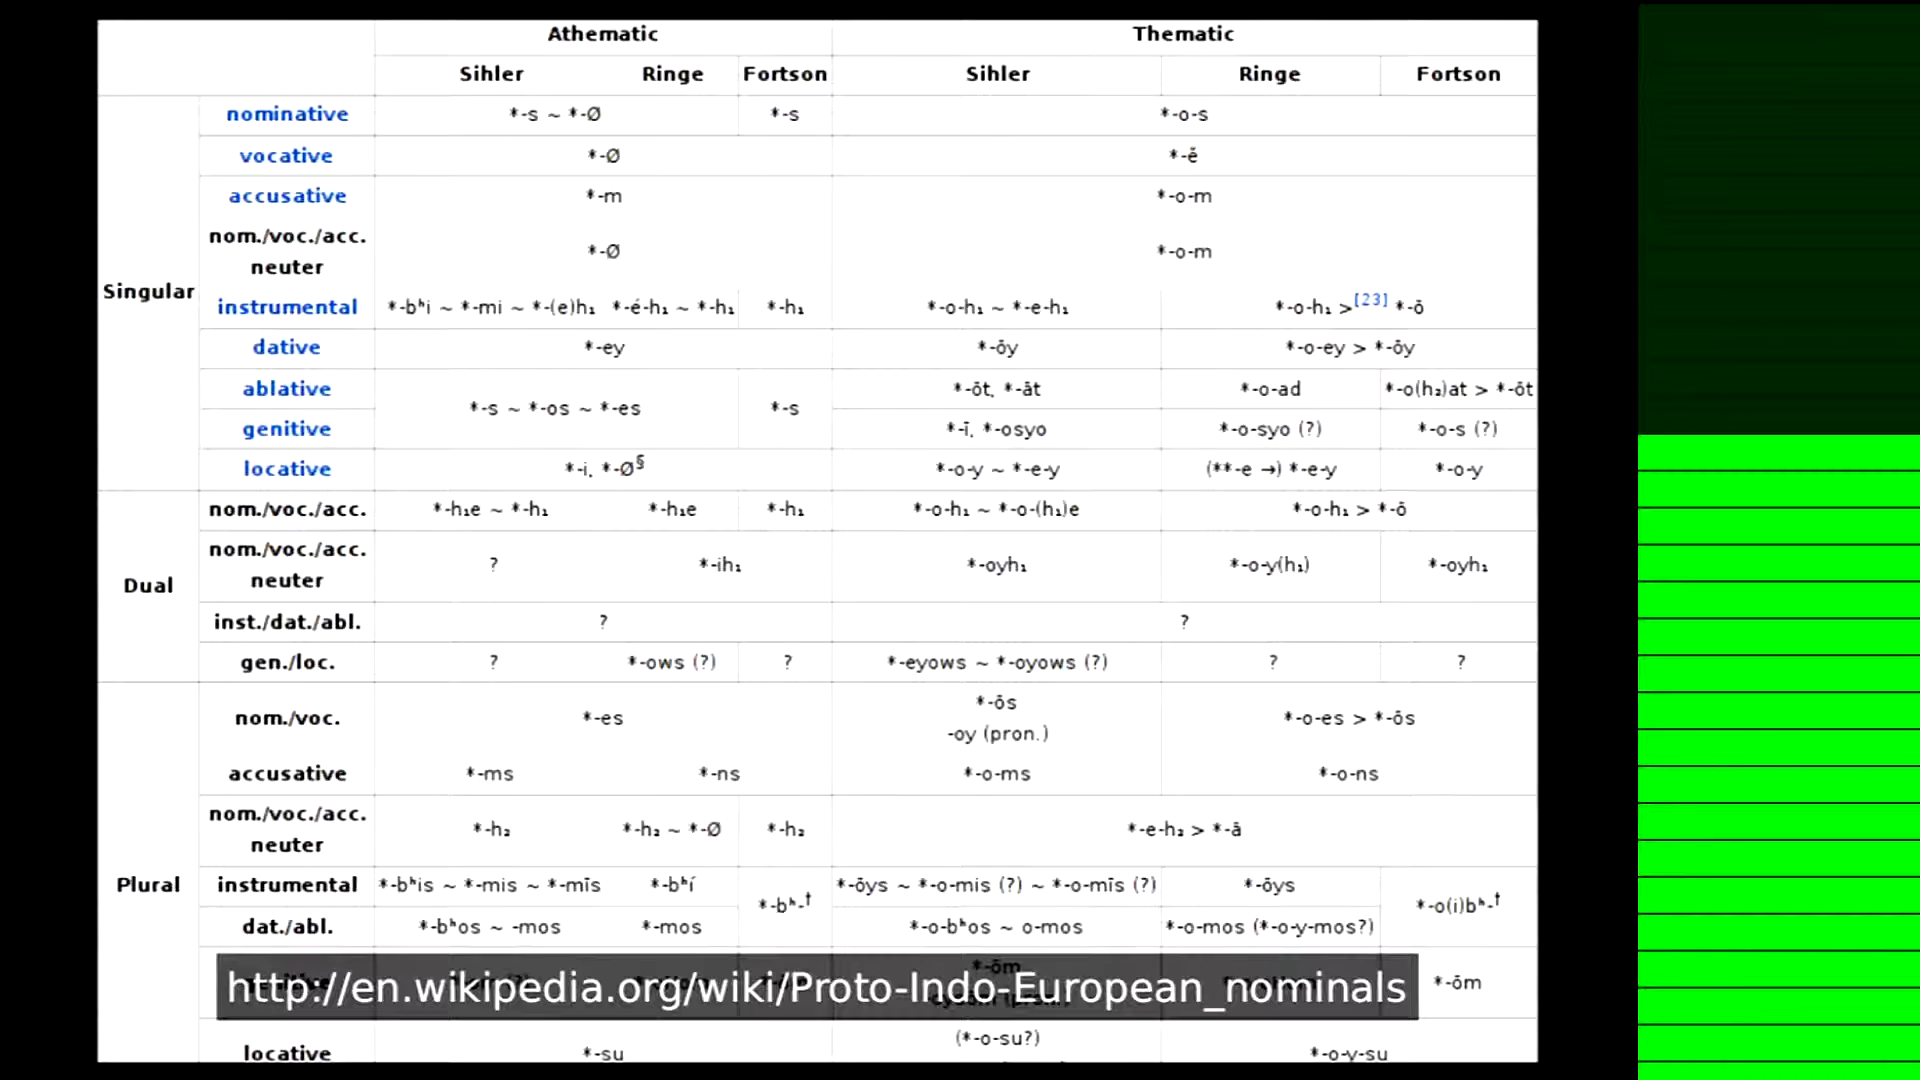 Athematic Thematic
Sihler Ringe Fortson Sihler Ringe Fortson
Singular
nominative *-s ~ *-Ø *-s *-o-s
vocative *-Ø *-ĕ
accusative *-m *-o-m
nom./voc./acc.
neuter *-Ø *-o-m
instrumental *-bʰi ~ *-mi ~ *-(e)h₁ *-é-h₁ ~ *-h₁ *-h₁ *-o-h₁ ~ *-e-h₁ *-o-h₁ >[23] *-ō
dative *-ey *-ōy *-o-ey > *-ōy
ablative *-s ~ *-os ~ *-es *-s *-ōt, *-āt *-o-ad *-o(h₂)at > *-ōt
genitive *-ī, *-osyo *-o-syo (?) *-o-s (?)
locative *-i, *-Ø§ *-o-y ~ *-e-y (**-e →) *-e-y *-o-y
Dual
nom./voc./acc. *-h₁e ~ *-h₁ *-h₁e *-h₁ *-o-h₁ ~ *-o-(h₁)e *-o-h₁ > *-ō
nom./voc./acc.
neuter ? *-ih₁ *-oyh₁ *-o-y(h₁) *-oyh₁
inst./dat./abl. ? ?
gen./loc. ? *-ows (?) ? *-eyows ~ *-oyows (?) ? ?
Plural
nom./voc. *-es *-ōs *-o-es > *-ōs
-oy (pron.)
accusative *-ms *-ns *-o-ms *-o-ns
nom./voc./acc.
neuter *-h₂ *-h₂ ~ *-Ø *-h₂ *-e-h₂ > *-ā
instrumental *-bʰis ~ *-mis ~ *-mīs *-bʰí *-bʰ-† *-ōys ~ *-o-mis (?) ~ *-o-mīs (?) *-ōys *-o(i)bʰ-†
dat./abl. *-bʰos ~ -mos *-mos *-o-bʰos ~ o-mos *-o-mos (*-o-y-mos?)
*-ōm *-ōm
http://en.wikipedia.org/wiki/Proto-Indo-European_nominals
locative *-su (*-o-su?) *-o-y-su